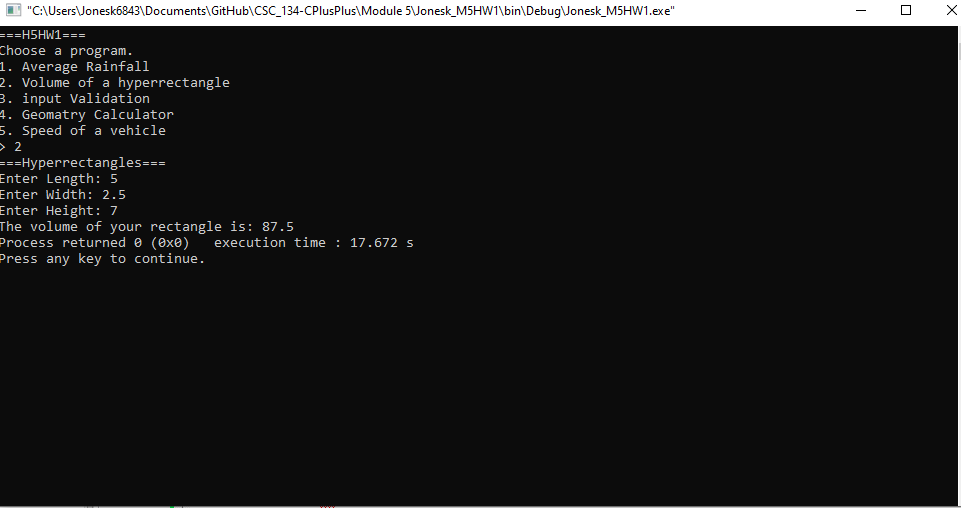 "C:\Users\Jonesk6843\Documents\GitHub\CSC_134-CPlusPlus\Module 5\Jonesk_M5HW1\bin\Debug\Jonesk_M5HW1.exe"
===H5HW1===
Choose a program.
1. Average Rainfall
2. Volume of a hyperrectangle
3. input Validation
4. Geomatry Calculator
5. Speed of a vehicle
> 2
===Hyperrectangles===
Enter Length: 5
Enter Width: 2.5
Enter Height: 7
The volume of your rectangle is: 87.5
Process returned 0 (0x0)   execution time : 17.672 s
Press any key to continue.